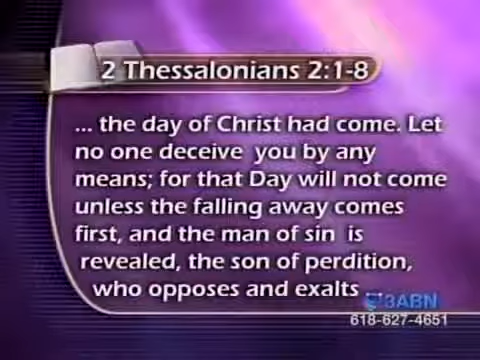 2 Thessalonians 2:1-8
... the day of Christ had come. Let
no one deceive you by any
means; for that Day will not come
unless the falling away comes
first, and the man of sin is
revealed, the son of perdition,
who opposes and exalts ...
3ABN
618-627-4651